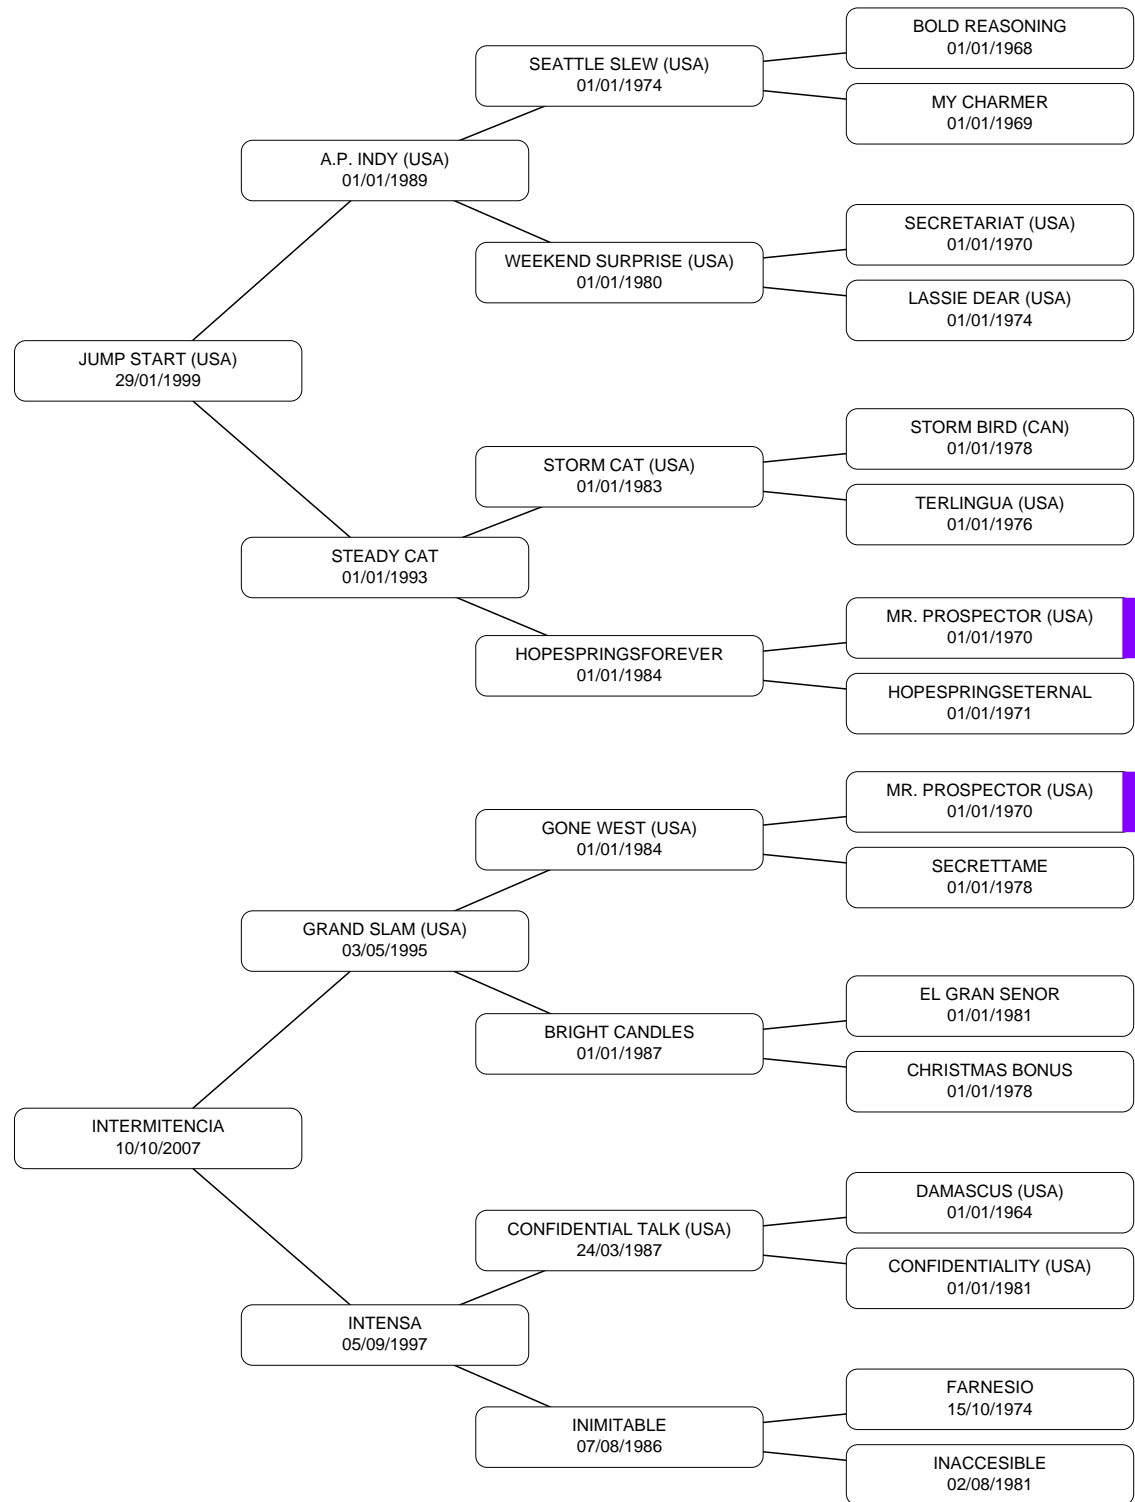 BOLD REASONING
01/01/1968
SEATTLE SLEW (USA)
01/01/1974
MY CHARMER
01/01/1969
A.P. INDY (USA)
01/01/1989
SECRETARIAT (USA)
01/01/1970
WEEKEND SURPRISE (USA)
01/01/1980
LASSIE DEAR (USA)
01/01/1974
JUMP START (USA)
29/01/1999
STORM BIRD (CAN)
01/01/1978
STORM CAT (USA)
01/01/1983
TERLINGUA (USA)
01/01/1976
STEADY CAT
01/01/1993
MR. PROSPECTOR (USA)
01/01/1970
HOPESPRINGSFOREVER
01/01/1984
HOPESPRINGSETERNAL
01/01/1971
MR. PROSPECTOR (USA)
01/01/1970
GONE WEST (USA)
01/01/1984
SECRETTAME
01/01/1978
GRAND SLAM (USA)
03/05/1995
EL GRAN SENOR
01/01/1981
BRIGHT CANDLES
01/01/1987
CHRISTMAS BONUS
01/01/1978
INTERMITENCIA
10/10/2007
DAMASCUS (USA)
01/01/1964
CONFIDENTIAL TALK (USA)
24/03/1987
CONFIDENTIALITY (USA)
01/01/1981
INTENSA
05/09/1997
FARNESIO
15/10/1974
INIMITABLE
07/08/1986
INACCESIBLE
02/08/1981